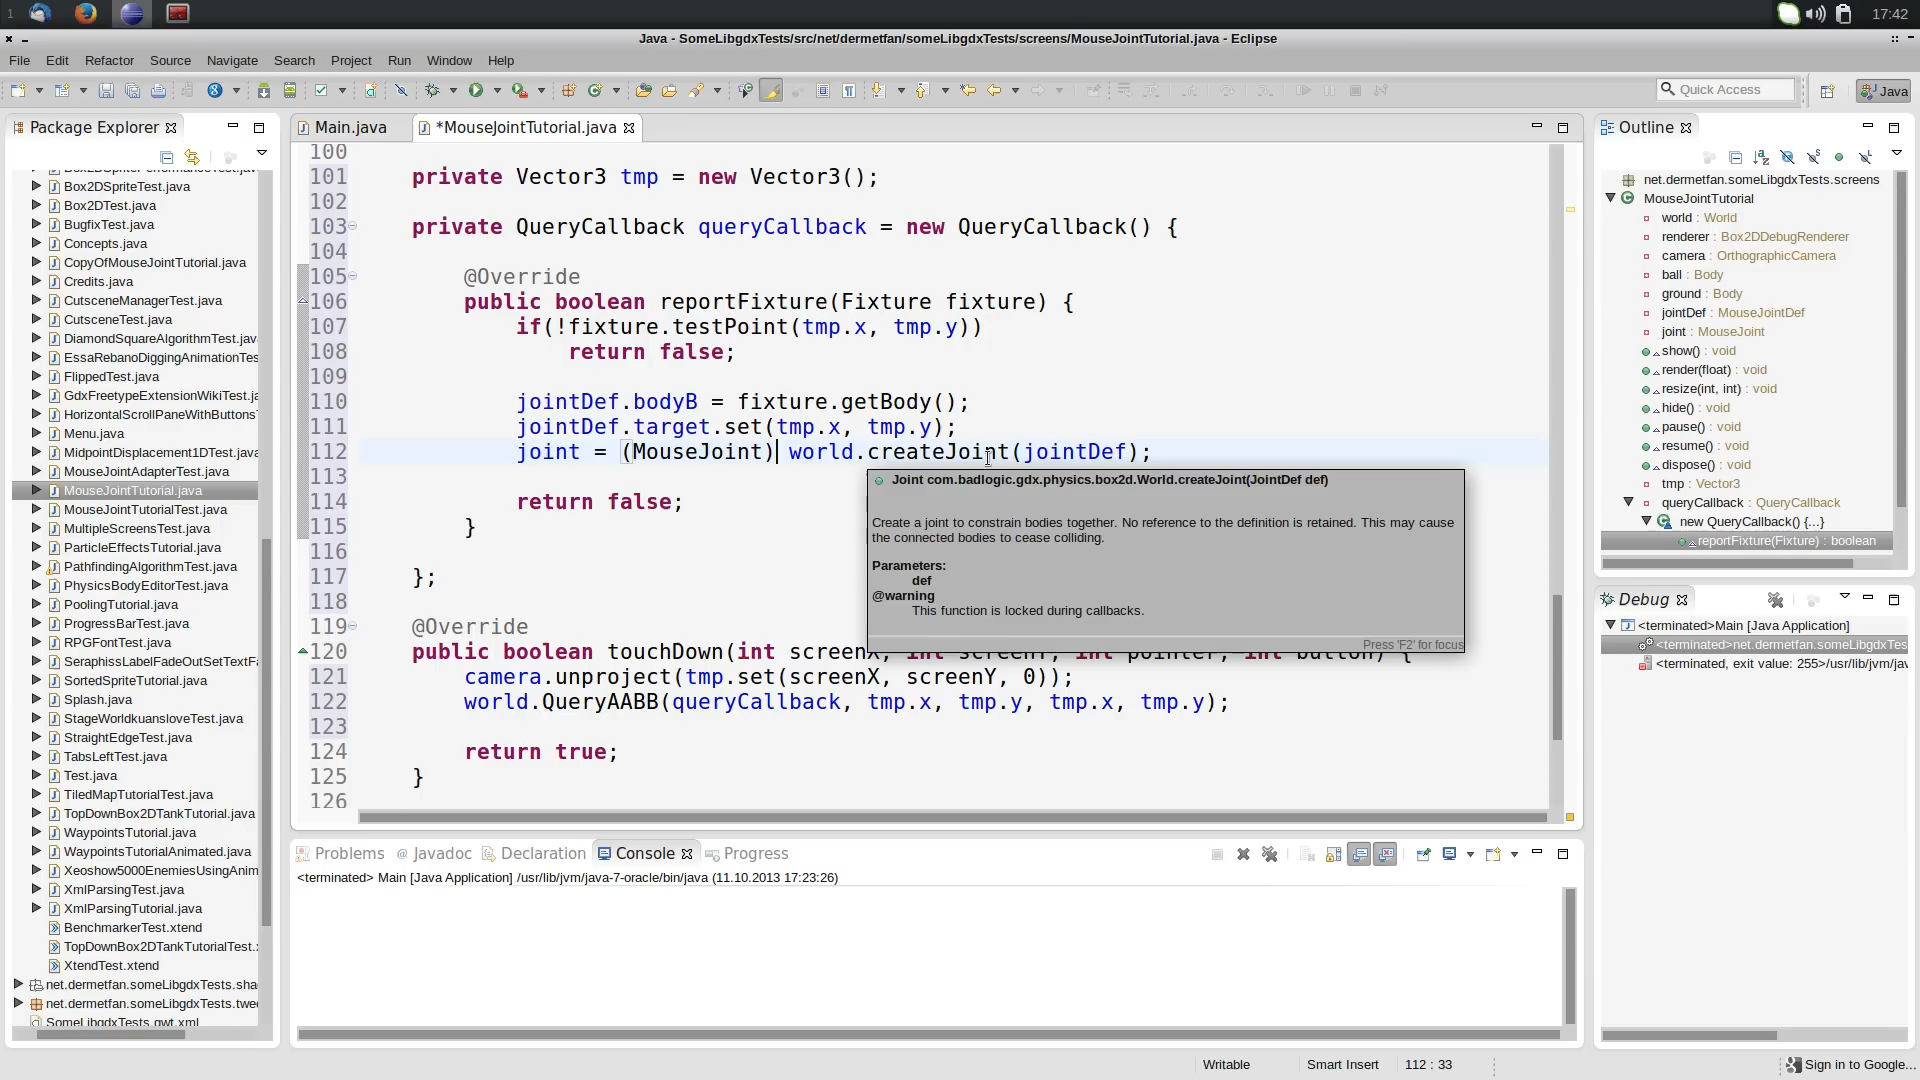 1
17:42
Java - SomeLibgdxTests/src/net/dermetfan/someLibgdxTests/screens/MouseJointTutorial.java - Eclipse
File Edit Refactor Source Navigate Search Project Run Window Help
Quick Access
Java
Package Explorer
Box2DSpriteTest.java
Box2DTest.java
BugfixTest.java
Concepts.java
CopyOfMouseJointTutorial.java
Credits.java
CutsceneManagerTest.java
CutsceneTest.java
DiamondSquareAlgorithmTest.jav
EssaRebanoDiggingAnimationTes
FlippedTest.java
GdxFreetypeExtensionWikiTest.ja
HorizontalScrollPaneWithButtons
Menu.java
MidpointDisplacement1DTest.java
MouseJointAdapterTest.java
MouseJointTutorial.java
MouseJointTutorialTest.java
MultipleScreensTest.java
ParticleEffectsTutorial.java
PathfindingAlgorithmTest.java
PhysicsBodyEditorTest.java
PoolingTutorial.java
ProgressBarTest.java
RPGFontTest.java
SeraphissLabelFadeOutSetTextFa
SortedSpriteTutorial.java
Splash.java
StageWorldkuansloveTest.java
StraightEdgeTest.java
TabsLeftTest.java
Test.java
TiledMapTutorialTest.java
TopDownBox2DTankTutorial.java
WaypointsTutorial.java
WaypointsTutorialAnimated.java
Xeoshow5000EnemiesUsingAnim
XmlParsingTest.java
XmlParsingTutorial.java
BenchmarkerTest.xtend
TopDownBox2DTankTutorialTest.x
XtendTest.xtend
net.dermetfan.someLibgdxTests.sha
net.dermetfan.someLibgdxTests.twe
SomeLibgdxTests.gwt.xml
Main.java *MouseJointTutorial.java
100
101 private Vector3 tmp = new Vector3();
102
103 private QueryCallback queryCallback = new QueryCallback() {
104
105 @Override
106 public boolean reportFixture(Fixture fixture) {
107 if(!fixture.testPoint(tmp.x, tmp.y))
108 return false;
109
110 jointDef.bodyB = fixture.getBody();
111 jointDef.target.set(tmp.x, tmp.y);
112 joint = (MouseJoint) world.createJoint(jointDef);
113
114 return false;
115 }
116
117 };
118
119 @Override
120 public boolean touchDown(int screenX, int screenY, int pointer, int button) {
121 camera.unproject(tmp.set(screenX, screenY, 0));
122 world.QueryAABB(queryCallback, tmp.x, tmp.y, tmp.x, tmp.y);
123
124 return true;
125 }
126
Joint com.badlogic.gdx.physics.box2d.World.createJoint(JointDef def)
Create a joint to constrain bodies together. No reference to the definition is retained. This may cause
the connected bodies to cease colliding.
Parameters:
def
@warning
This function is locked during callbacks.
Press 'F2' for focus
Problems @ Javadoc Declaration Console Progress
<terminated> Main [Java Application] /usr/lib/jvm/java-7-oracle/bin/java (11.10.2013 17:23:26)
Outline
net.dermetfan.someLibgdxTests.screens
MouseJointTutorial
world : World
renderer : Box2DDebugRenderer
camera : OrthographicCamera
ball : Body
ground : Body
jointDef : MouseJointDef
joint : MouseJoint
show() : void
render(float) : void
resize(int, int) : void
hide() : void
pause() : void
resume() : void
dispose() : void
tmp : Vector3
queryCallback : QueryCallback
new QueryCallback() {...}
reportFixture(Fixture) : boolean
Debug
<terminated>Main [Java Application]
<terminated>net.dermetfan.someLibgdxTes
<terminated, exit value: 255>/usr/lib/jvm/jav
Writable Smart Insert 112 : 33
Sign in to Google...